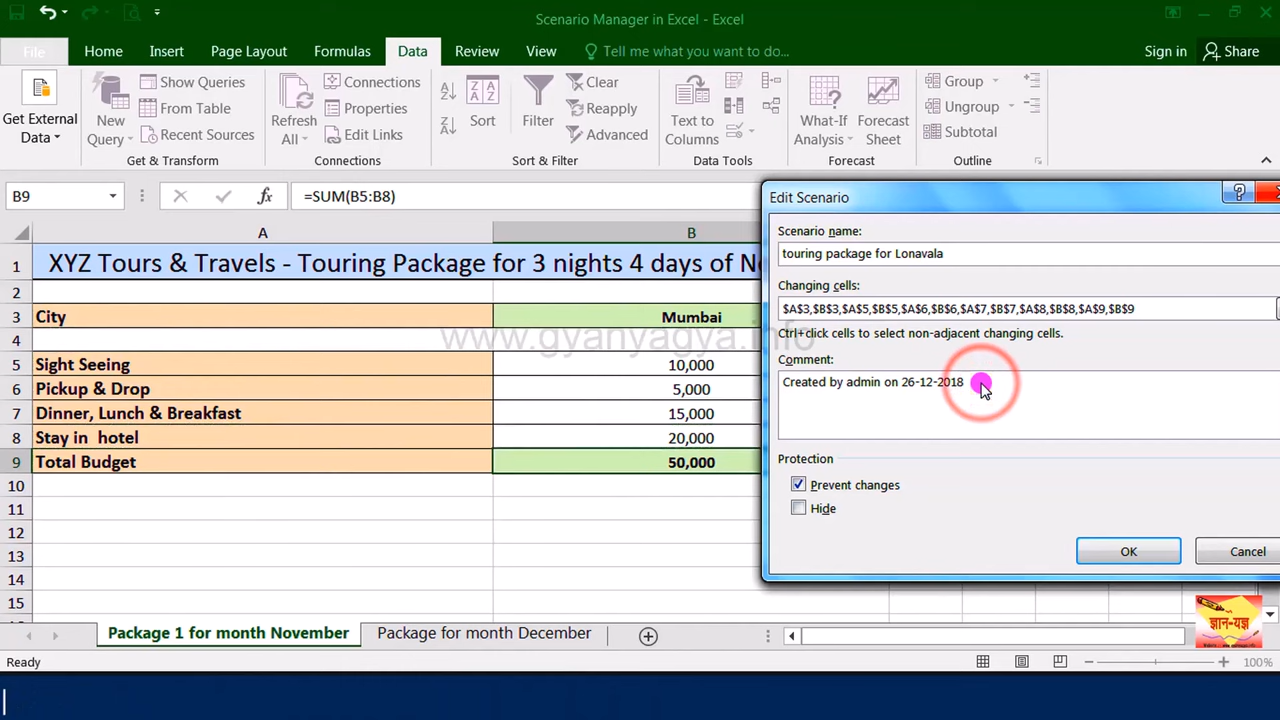 Scenario Manager in Excel - Excel
File Home Insert Page Layout Formulas Data Review View Tell me what you want to do... Sign in Share
Get External Data
New Query
Show Queries
From Table
Recent Sources
Get & Transform
Refresh All
Connections
Properties
Edit Links
Connections
Sort
Filter
Clear
Reapply
Advanced
Sort & Filter
Text to Columns
Data Tools
What-If Analysis
Forecast Sheet
Forecast
Group
Ungroup
Subtotal
Outline
B9 fx =SUM(B5:B8)
A B
1 XYZ Tours & Travels - Touring Package for 3 nights 4 days of No
2
3 City Mumbai
www.gyanyagya.info
4
5 Sight Seeing 10,000
6 Pickup & Drop 5,000
7 Dinner, Lunch & Breakfast 15,000
8 Stay in hotel 20,000
9 Total Budget 50,000
10
11
12
13
14
15
Edit Scenario
Scenario name:
touring package for Lonavala
Changing cells:
$A$3,$B$3,$A$5,$B$5,$A$6,$B$6,$A$7,$B$7,$A$8,$B$8,$A$9,$B$9
Ctrl+click cells to select non-adjacent changing cells.
Comment:
Created by admin on 26-12-2018
Protection
Prevent changes
Hide
OK Cancel
Package 1 for month November Package for month December
ज्ञान-यज्ञ
Ready 100%